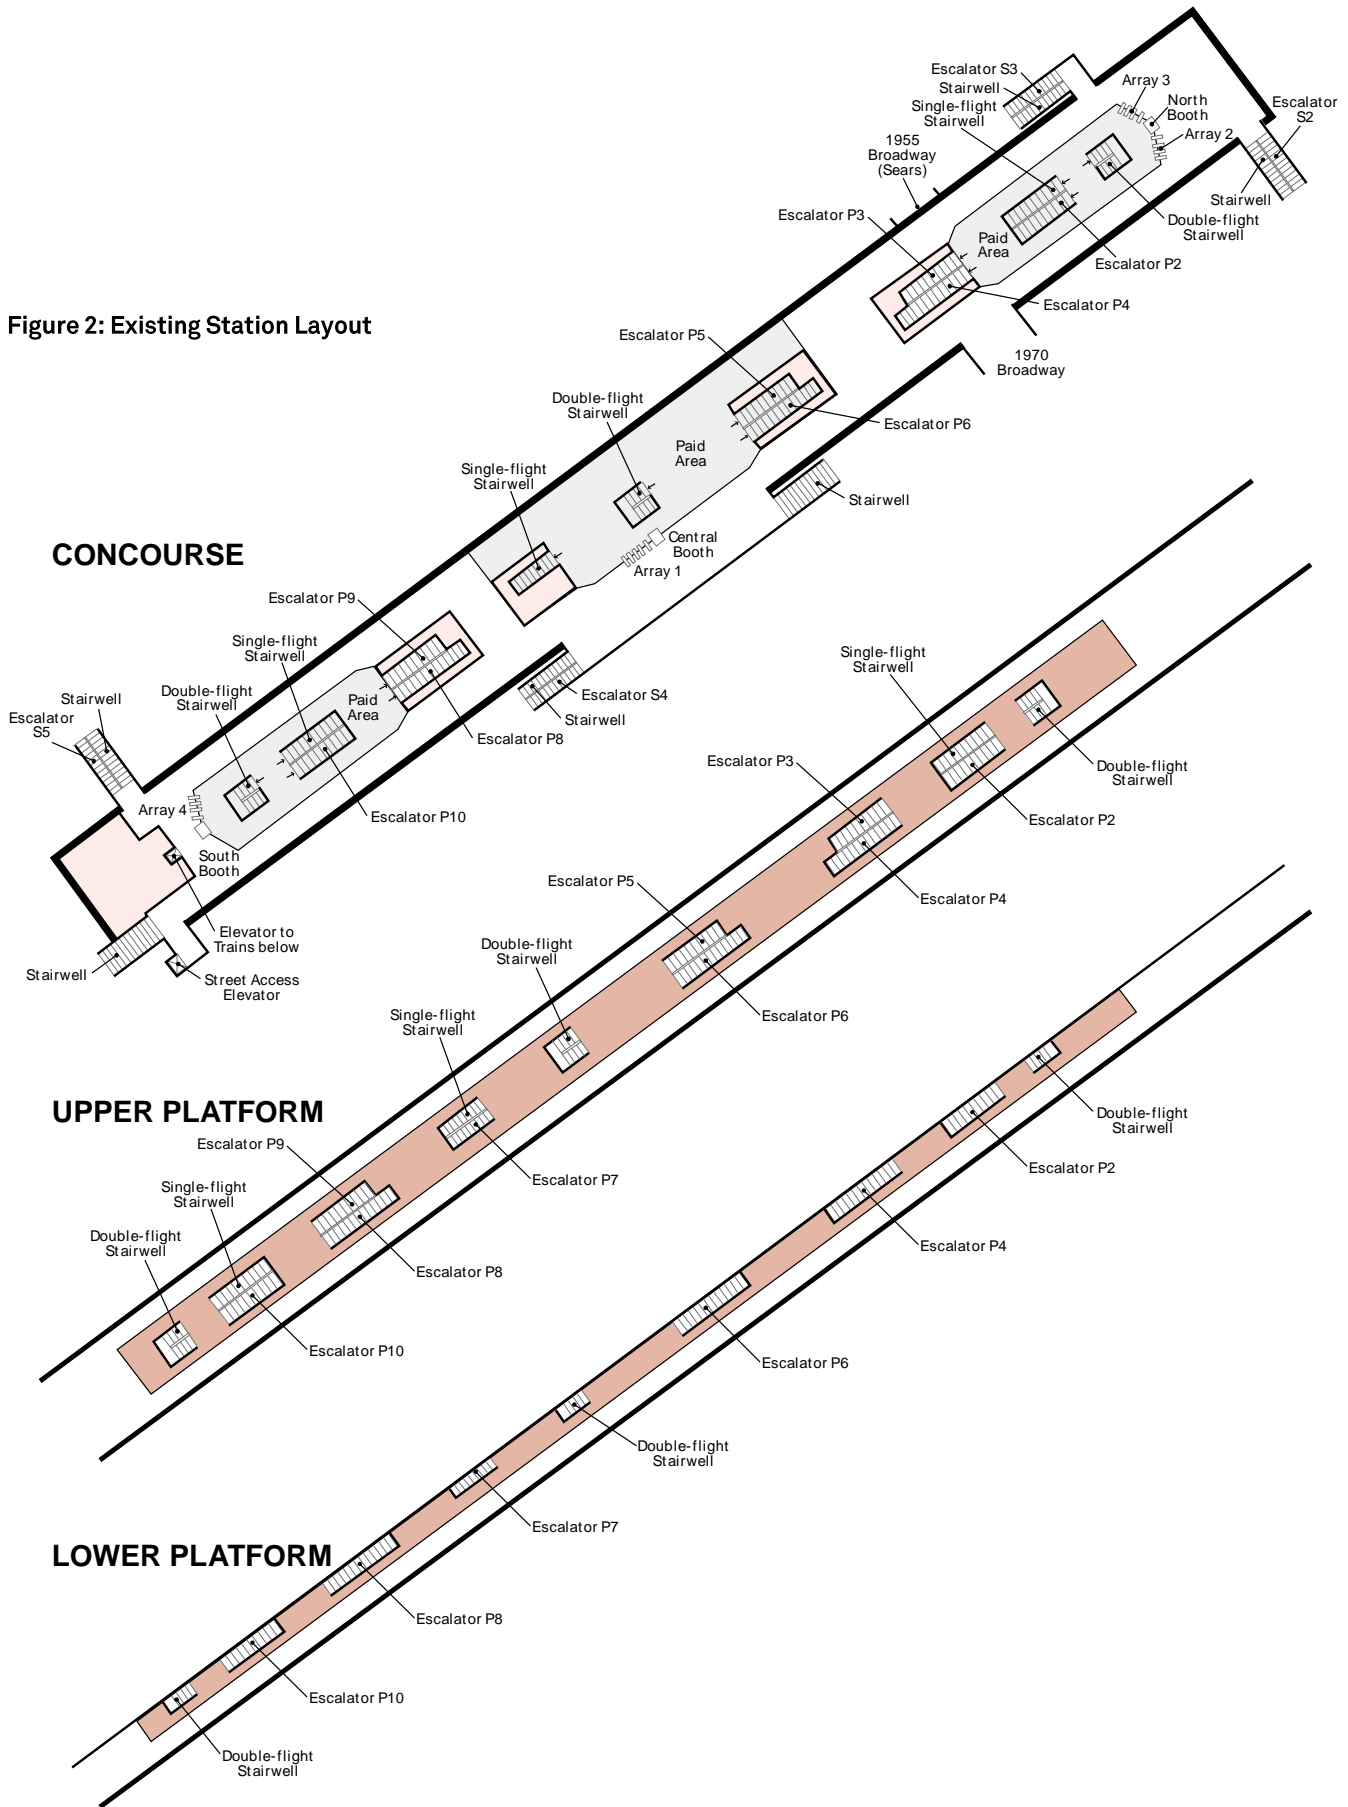 Escalator S3
Stairwell
Single-flight
Stairwell
Array 3
North
Booth
Array 2
Escalator
S2
1955
Broadway
(Sears)
Stairwell
Double-flight
Stairwell
Escalator P3
Paid
Area
Escalator P2
Escalator P4
Figure 2: Existing Station Layout
Escalator P5
1970
Broadway
Double-flight
Stairwell
Escalator P6
Paid
Area
Single-flight
Stairwell
Stairwell
Central
Booth
Array 1
CONCOURSE
Escalator P9
Single-flight
Stairwell
Double-flight
Stairwell
Paid
Area
Escalator S4
Stairwell
Stairwell
Escalator
S5
Escalator P8
Array 4
Escalator P10
South
Booth
Elevator to
Trains below
Stairwell
Street Access
Elevator
Single-flight
Stairwell
Double-flight
Stairwell
Escalator P3
Escalator P2
Escalator P5
Escalator P4
Double-flight
Stairwell
Single-flight
Stairwell
Escalator P6
UPPER PLATFORM
Escalator P9
Escalator P7
Single-flight
Stairwell
Double-flight
Stairwell
Escalator P8
Escalator P10
Double-flight
Stairwell
Escalator P2
Escalator P4
Escalator P6
Double-flight
Stairwell
Escalator P7
LOWER PLATFORM
Escalator P8
Escalator P10
Double-flight
Stairwell